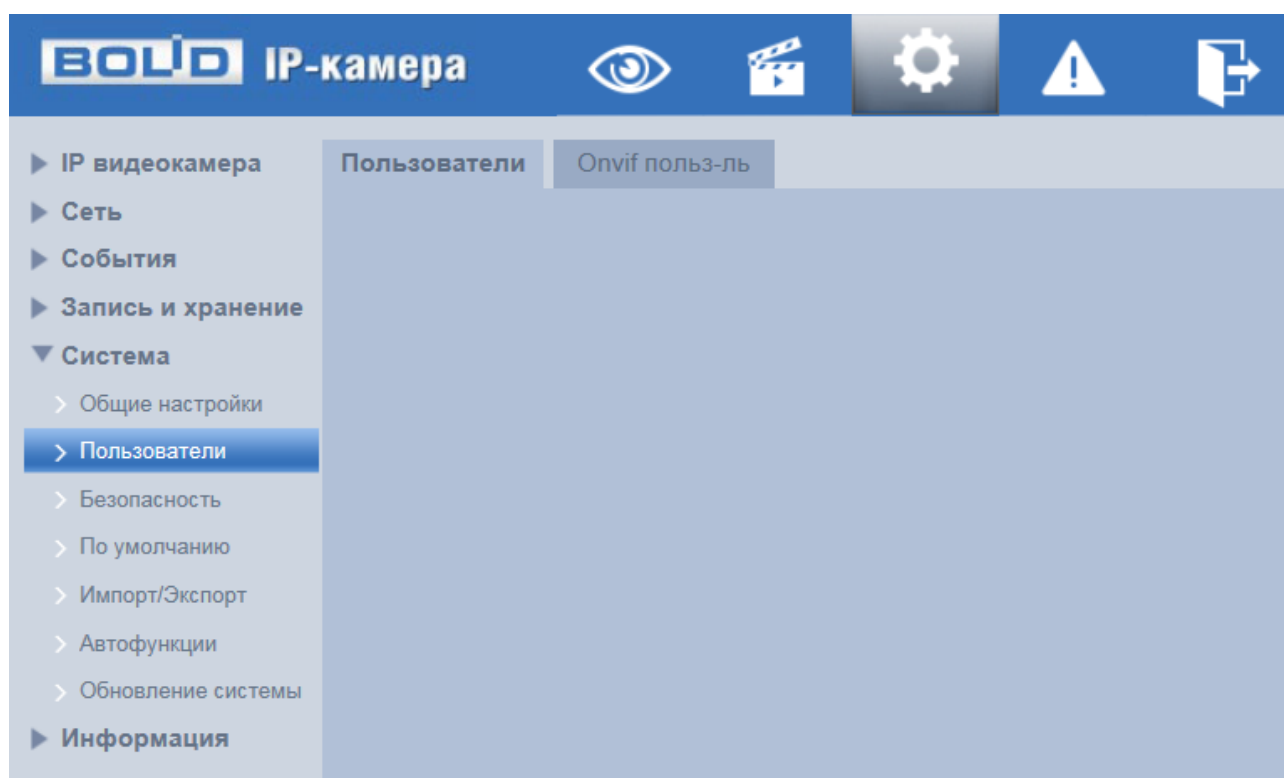 BOLID IP-камера
IP видеокамера
Пользователи
Onvif польз-ль
Сеть
События
Запись и хранение
Система
Общие настройки
Пользователи
Безопасность
По умолчанию
Импорт/Экспорт
Автофункции
Обновление системы
Информация